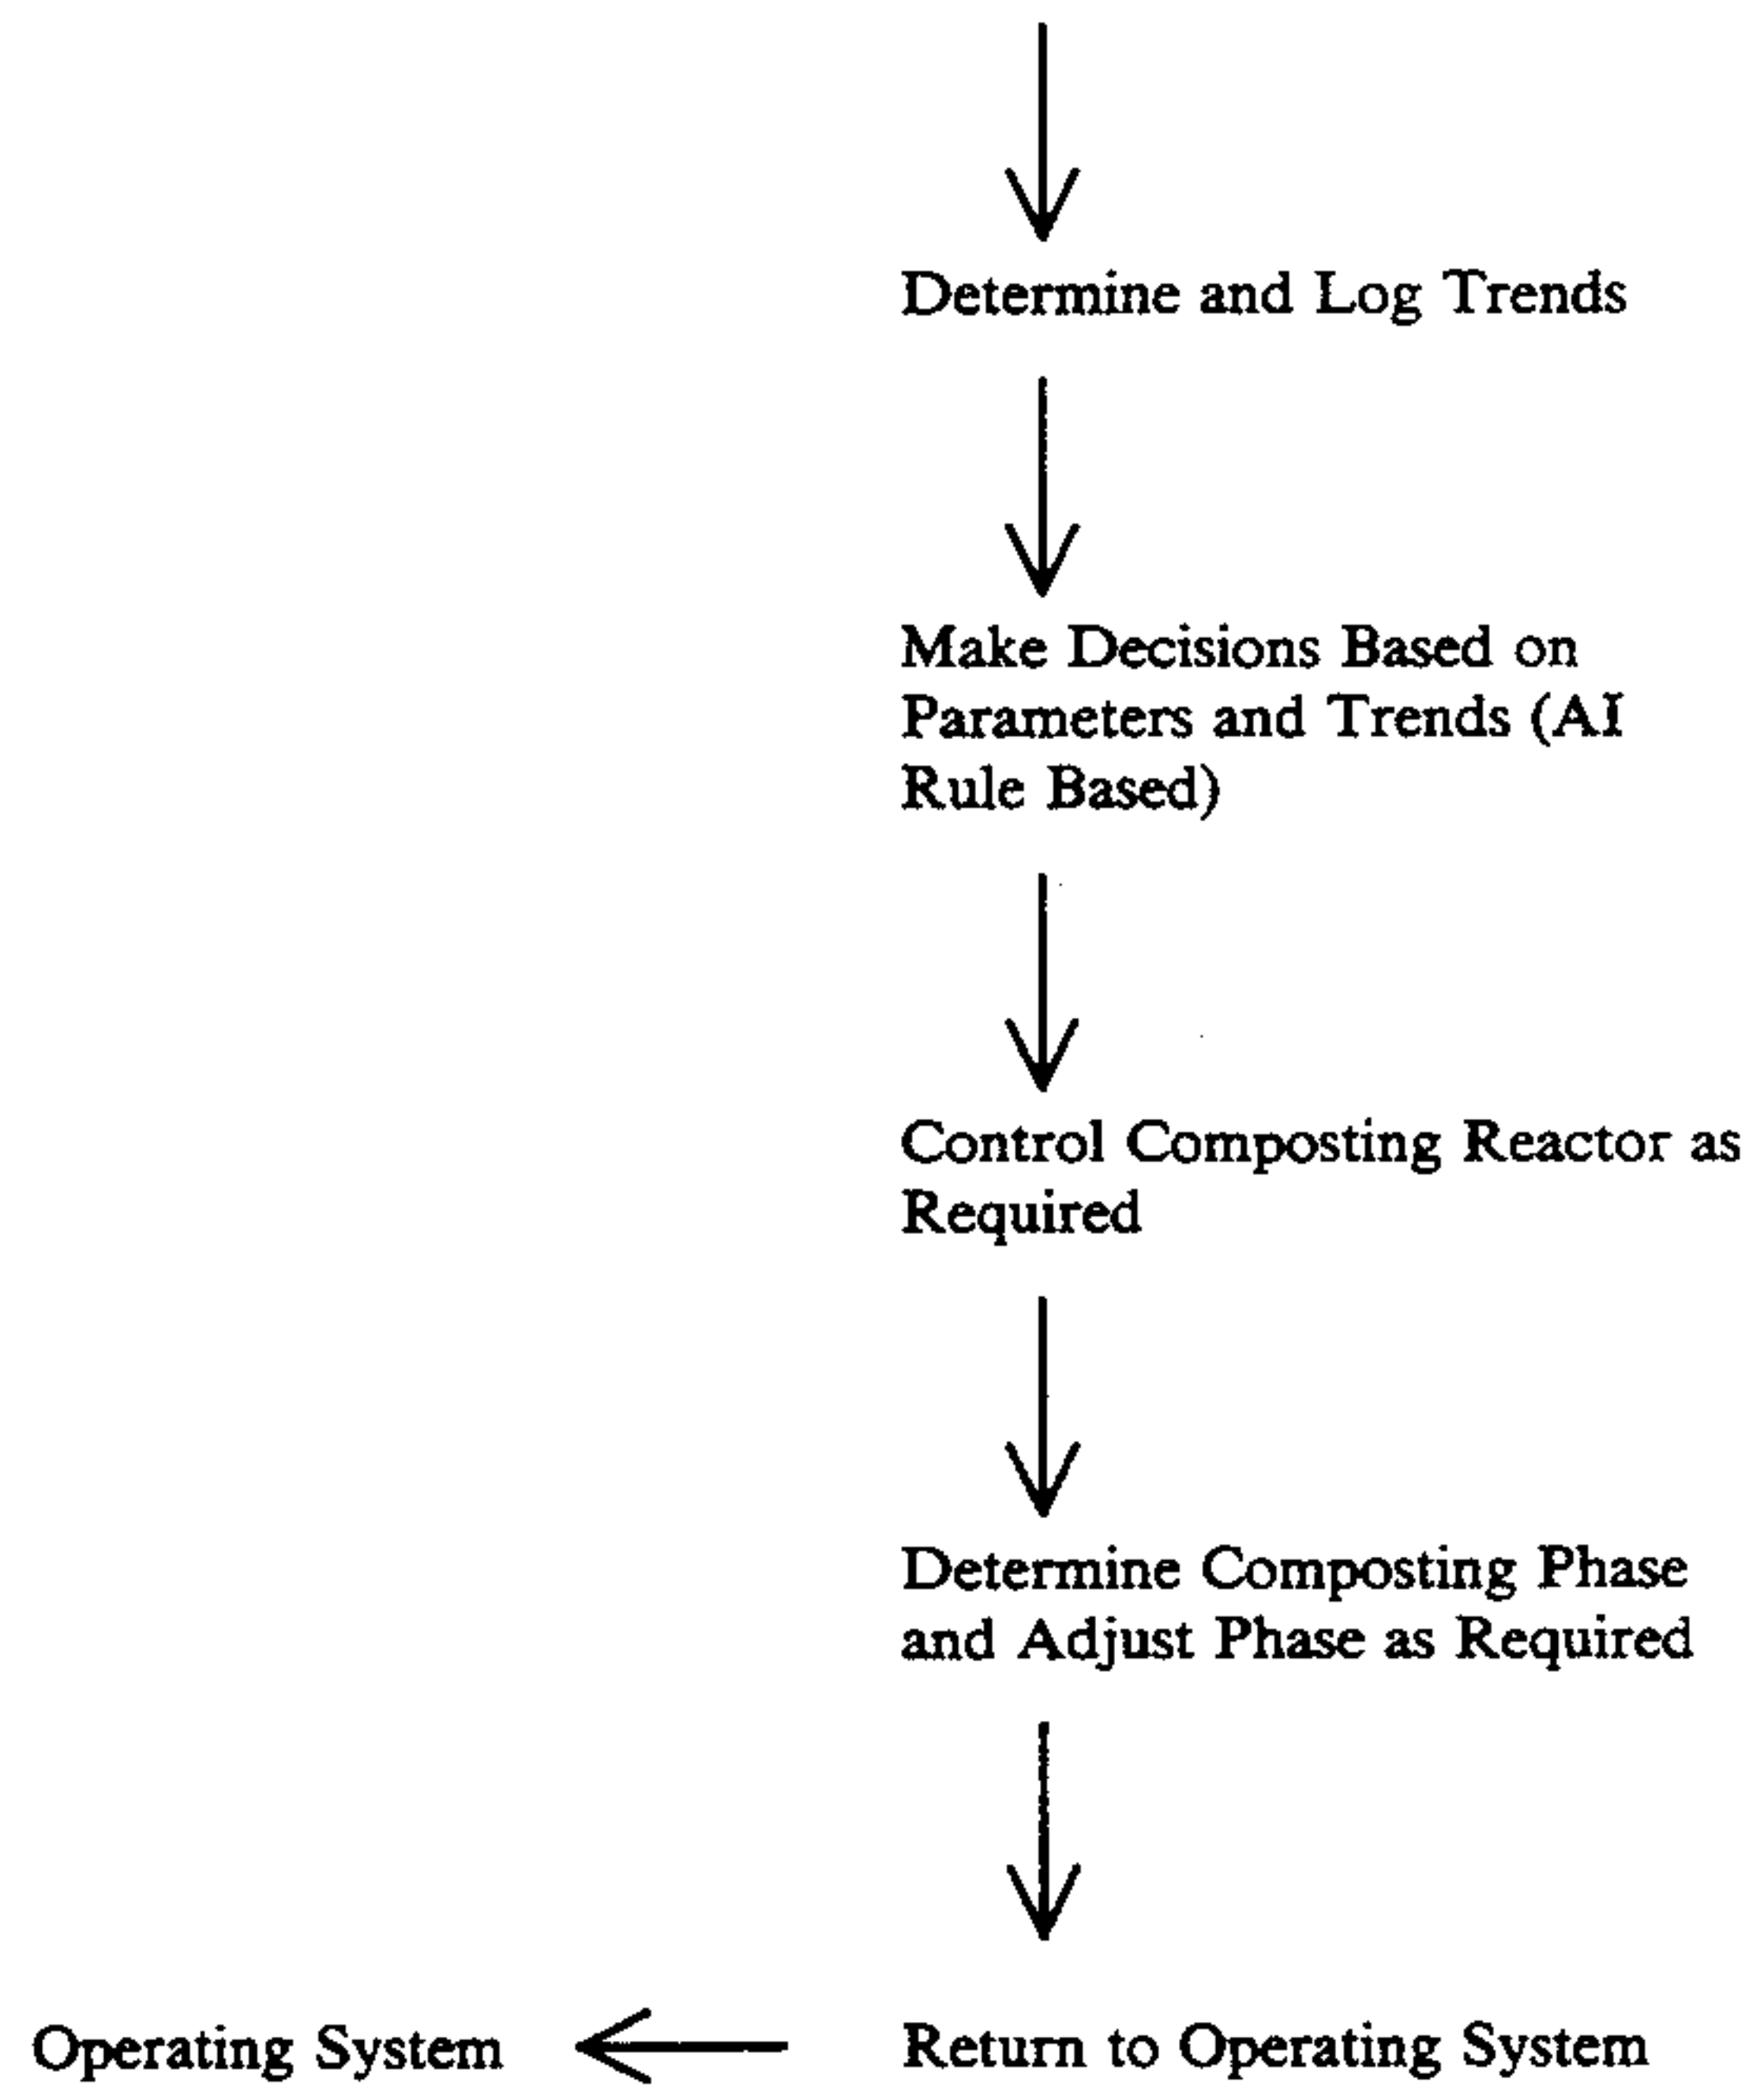 Determine and Log Trends
Make Decisions Based on
Parameters and Trends (AI
Rule Based)
Control Composting Reactor as
Required
Determine Composting Phase
and Adjust Phase as Required
Operating System
Return to Operating System